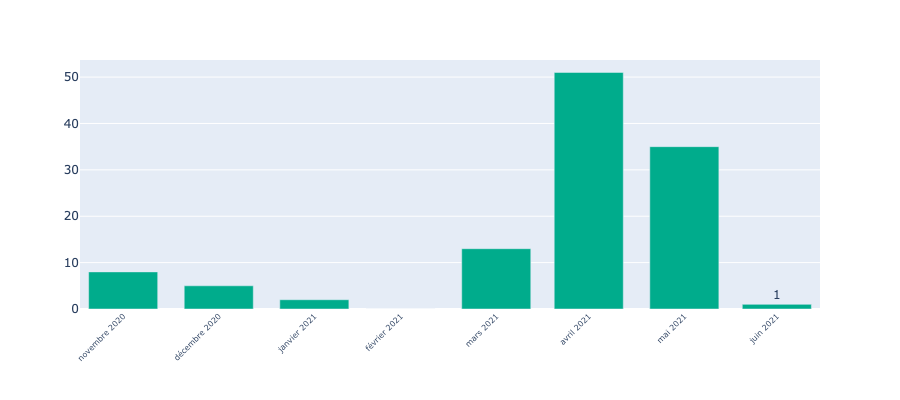 50
40
30
20
10
0
1
novembre 2020
décembre 2020
janvier 2021
février 2021
mars 2021
avril 2021
mai 2021
juin 2021